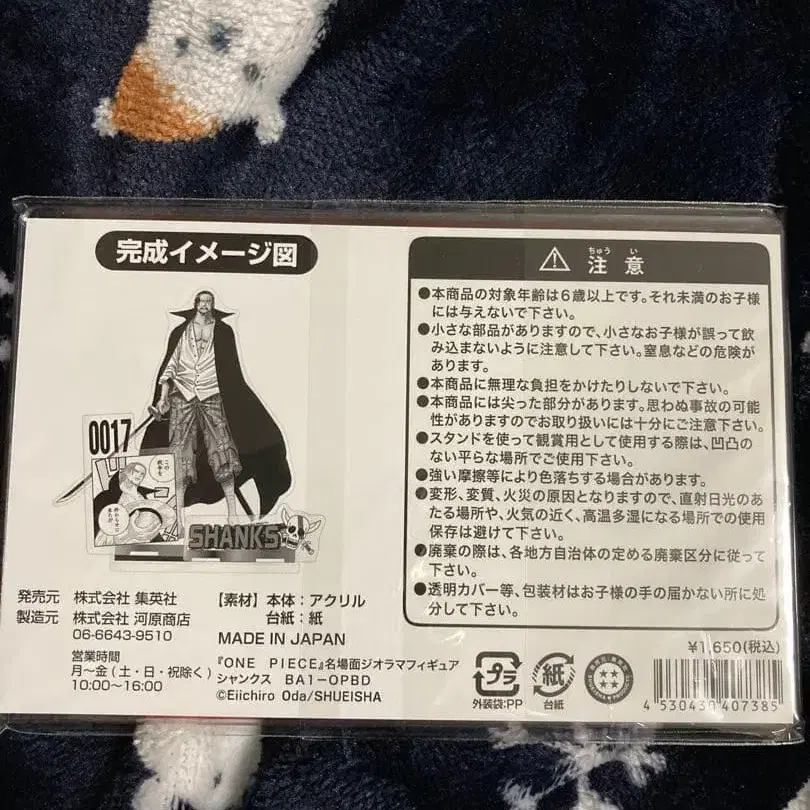 完成イメージ図
0017
この戦争を
終わらせに来た!!!
SHANKS
発売元 株式会社 集英社
製造元 株式会社 河原商店
06-6643-9510
営業時間
月〜金(土・日・祝除く)
10:00〜16:00
【素材】本体:アクリル
台紙:紙
MADE IN JAPAN
『ONE PIECE』名場面ジオラマフィギュア
シャンクス BA1-OPBD
©Eiichiro Oda/SHUEISHA
ちゅう い
注 意
●本商品の対象年齢は6歳以上です。それ未満のお子様
には与えないで下さい。
●小さな部品がありますので、小さなお子様が誤って飲
み込まないように注意して下さい。窒息などの危険が
あります。
●本商品に無理な負担をかけたりしないで下さい。
●本商品には尖った部分があります。思わぬ事故の可能
性がありますのでお取り扱いには十分にご注意下さい。
●スタンドを使って観賞用として使用する際は、凹凸の
ない平らな場所でご使用下さい。
●強い摩擦等により色落ちする場合があります。
●変形、変質、火災の原因となりますので、直射日光のあ
たる場所や、火気の近く、高温多湿になる場所での使用
保存は避けて下さい。
●廃棄の際は、各地方自治体の定める廃棄区分に従って
下さい。
●透明カバー等、包装材はお子様の手の届かない所に処
分して下さい。
¥1,650(税込)
プラ
外装袋:PP
紙
台紙
4 530430 407385